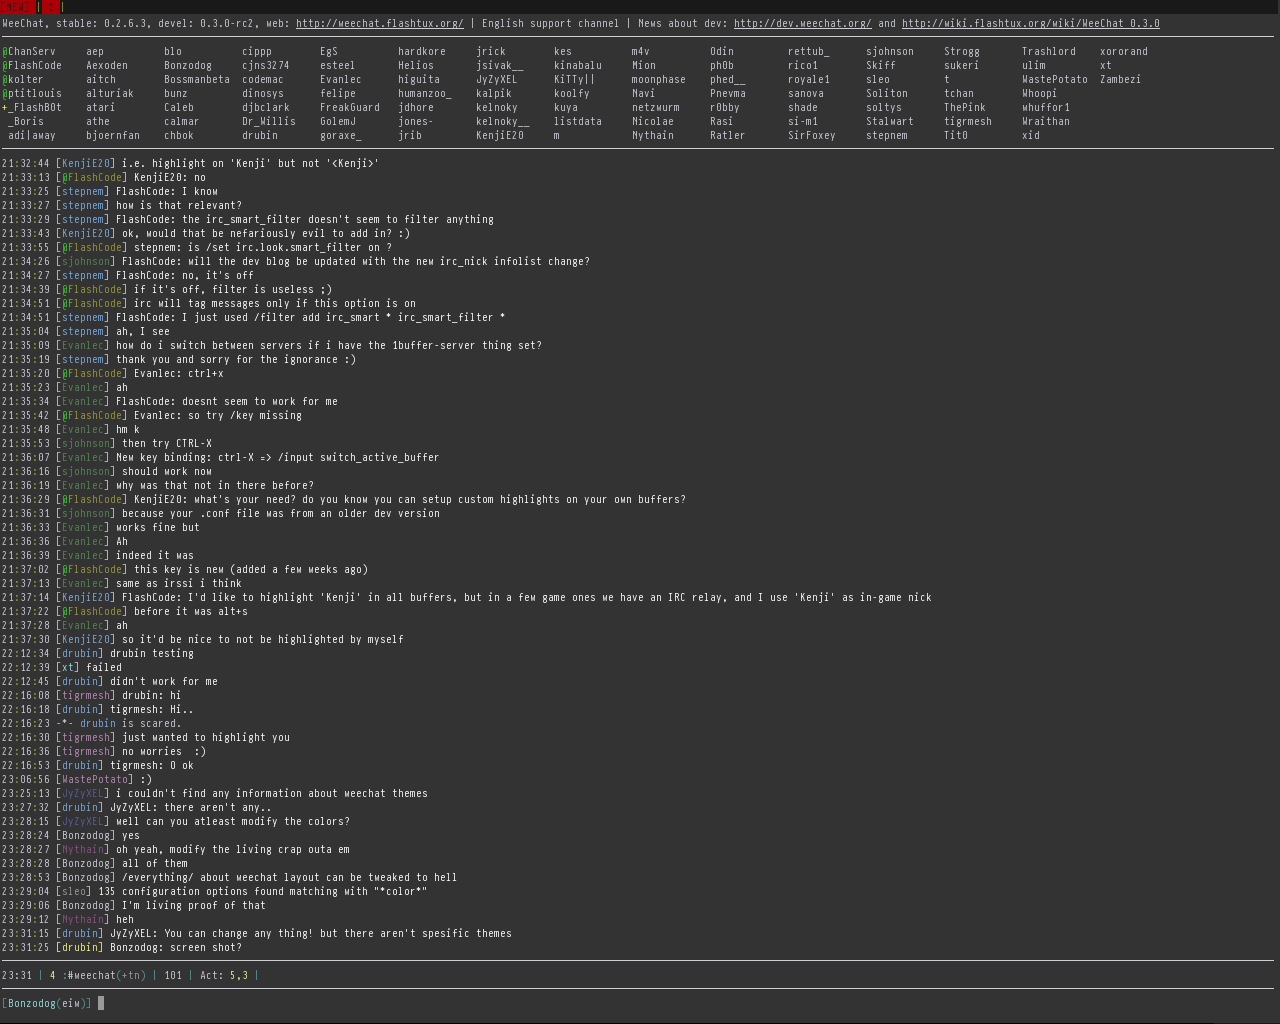 [NEW] | 1 |
WeeChat, stable: 0.2.6.3, devel: 0.3.0-rc2, web: http://weechat.flashtux.org/ | English support channel | News about dev: http://dev.weechat.org/ and http://wiki.flashtux.org/wiki/WeeChat_0.3.0
@ChanServ aep blo cippp EgS hardkore jrick kes m4v Odin rettub_ sjohnson Strogg Trashlord xororand
@FlashCode Aexoden Bonzodog cjns3274 esteel Helios jsivak__ kinabalu Mion ph0b rico1 Skiff sukeri ulim xt
@kolter aitch Bossmanbeta codemac Evanlec higuita JyZyXEL KiTTy|| moonphase phed__ royale1 sleo t WastePotato Zambezi
@ptitlouis alturiak bunz dinosys felipe humanzoo_ kalpik koolfy Mavi Pnevma sanova Soliton tchan Whoopi
+_FlashB0t atari Caleb djbclark FreakGuard jdhore kelnoky kuya netzwurm r0bby shade soltys ThePink whuffor1
_Boris athe calmar Dr_Willis GolemJ jones- kelnoky__ listdata Nicolae Rasi si-m1 Stalwart tigrmesh Wraithan
adi|away bjoernfan chbok drubin goraxe_ jrib KenjiE20 m Nythain Ratler SirFoxey stepnem Tit0 xid
21:32:44 [KenjiE20] i.e. highlight on 'Kenji' but not '<Kenji>'
21:33:13 [@FlashCode] KenjiE20: no
21:33:25 [stepnem] FlashCode: I know
21:33:27 [stepnem] how is that relevant?
21:33:29 [stepnem] FlashCode: the irc_smart_filter doesn't seem to filter anything
21:33:43 [KenjiE20] ok, would that be nefariously evil to add in? :)
21:33:55 [@FlashCode] stepnem: is /set irc.look.smart_filter on ?
21:34:26 [sjohnson] FlashCode: will the dev blog be updated with the new irc_nick infolist change?
21:34:27 [stepnem] FlashCode: no, it's off
21:34:39 [@FlashCode] if it's off, filter is useless ;)
21:34:51 [@FlashCode] irc will tag messages only if this option is on
21:34:51 [stepnem] FlashCode: I just used /filter add irc_smart * irc_smart_filter *
21:35:04 [stepnem] ah, I see
21:35:09 [Evanlec] how do i switch between servers if i have the 1buffer-server thing set?
21:35:19 [stepnem] thank you and sorry for the ignorance :)
21:35:20 [@FlashCode] Evanlec: ctrl+x
21:35:23 [Evanlec] ah
21:35:34 [Evanlec] FlashCode: doesnt seem to work for me
21:35:42 [@FlashCode] Evanlec: so try /key missing
21:35:48 [Evanlec] hm k
21:35:53 [sjohnson] then try CTRL-X
21:36:07 [Evanlec] New key binding: ctrl-X => /input switch_active_buffer
21:36:16 [sjohnson] should work now
21:36:19 [Evanlec] why was that not in there before?
21:36:29 [@FlashCode] KenjiE20: what's your need? do you know you can setup custom highlights on your own buffers?
21:36:31 [sjohnson] because your .conf file was from an older dev version
21:36:33 [Evanlec] works fine but
21:36:36 [Evanlec] Ah
21:36:39 [Evanlec] indeed it was
21:37:02 [@FlashCode] this key is new (added a few weeks ago)
21:37:13 [Evanlec] same as irssi i think
21:37:14 [KenjiE20] FlashCode: I'd like to highlight 'Kenji' in all buffers, but in a few game ones we have an IRC relay, and I use 'Kenji' as in-game nick
21:37:22 [@FlashCode] before it was alt+s
21:37:28 [Evanlec] ah
21:37:30 [KenjiE20] so it'd be nice to not be highlighted by myself
22:12:34 [drubin] drubin testing
22:12:39 [xt] failed
22:12:45 [drubin] didn't work for me
22:16:08 [tigrmesh] drubin: hi
22:16:18 [drubin] tigrmesh: Hi..
22:16:23 -*- drubin is scared.
22:16:30 [tigrmesh] just wanted to highlight you
22:16:36 [tigrmesh] no worries  :)
22:16:53 [drubin] tigrmesh: O ok
23:06:56 [WastePotato] :)
23:25:13 [JyZyXEL] i couldn't find any information about weechat themes
23:27:32 [drubin] JyZyXEL: there aren't any..
23:28:15 [JyZyXEL] well can you atleast modify the colors?
23:28:24 [Bonzodog] yes
23:28:27 [Nythain] oh yeah, modify the living crap outa em
23:28:28 [Bonzodog] all of them
23:28:53 [Bonzodog] /everything/ about weechat layout can be tweaked to hell
23:29:04 [sleo] 135 configuration options found matching with "*color*"
23:29:06 [Bonzodog] I'm living proof of that
23:29:12 [Nythain] heh
23:31:15 [drubin] JyZyXEL: You can change any thing! but there aren't spesific themes
23:31:25 [drubin] Bonzodog: screen shot?
23:31 | 4 :#weechat(+tn) | 101 | Act: 5,3 |
[Bonzodog(eiw)]